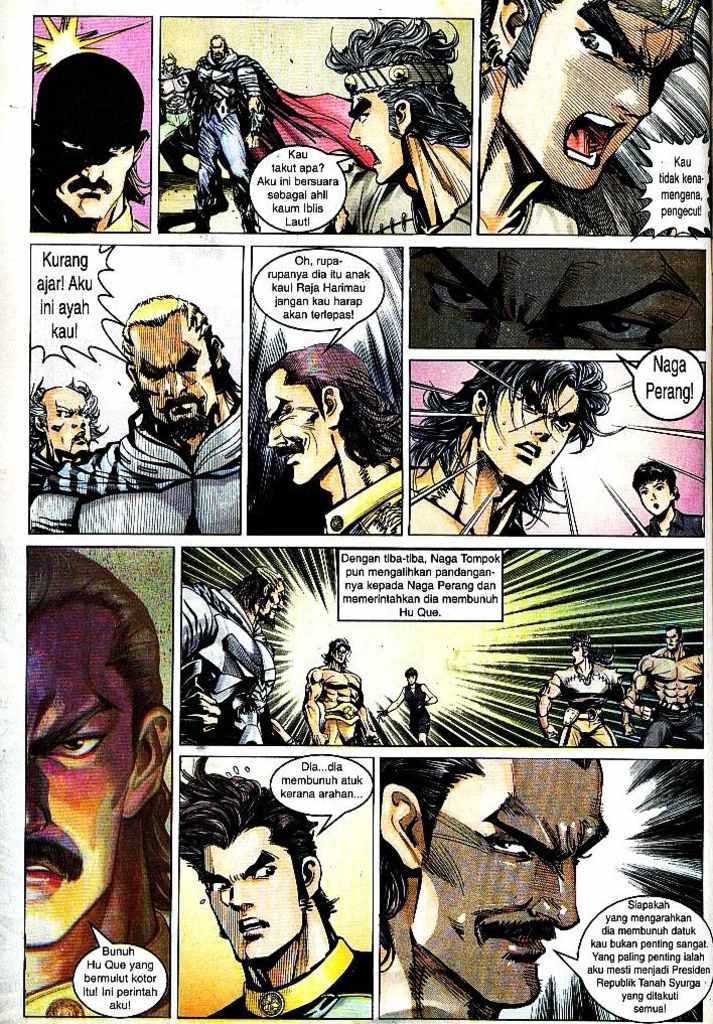 Kau
takut apa?
Aku ini bersuara
sebagai ahli
kaum Iblis
Laut!
Kau
tidak kena-
mengena,
pengecut!
Kurang
ajar! Aku
ini ayah
kau!
Oh, rupa-
rupanya dia itu anak
kau! Raja Harimau
jangan kau harap
akan terlepas!
Naga
Perang!
Dengan tiba-tiba, Naga Tompok
pun mengalihkan pandangan-
nya kepada Naga Perang dan
memerintahkan dia membunuh
Hu Que.
Bunuh
Hu Que yang
bermulut kotor
itu! Ini perintah
aku!
Dia...dia
membunuh atuk
kerana arahan...
Siapakah
yang mengarahkan
dia membunuh datuk
kau bukan penting sangat.
Yang paling penting ialah
aku mesti menjadi Presiden
Republik Tanah Syurga
yang ditakuti
semua!